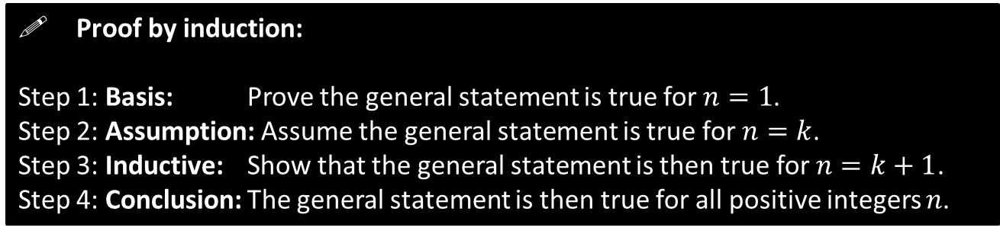 Proof by induction:
Step 1: Basis: Prove the general statement is true for n = 1.
Step 2: Assumption: Assume the general statement is true for n = k.
Step 3: Inductive: Show that the general statement is then true for n = k + 1.
Step 4: Conclusion: The general statement is then true for all positive integers n.